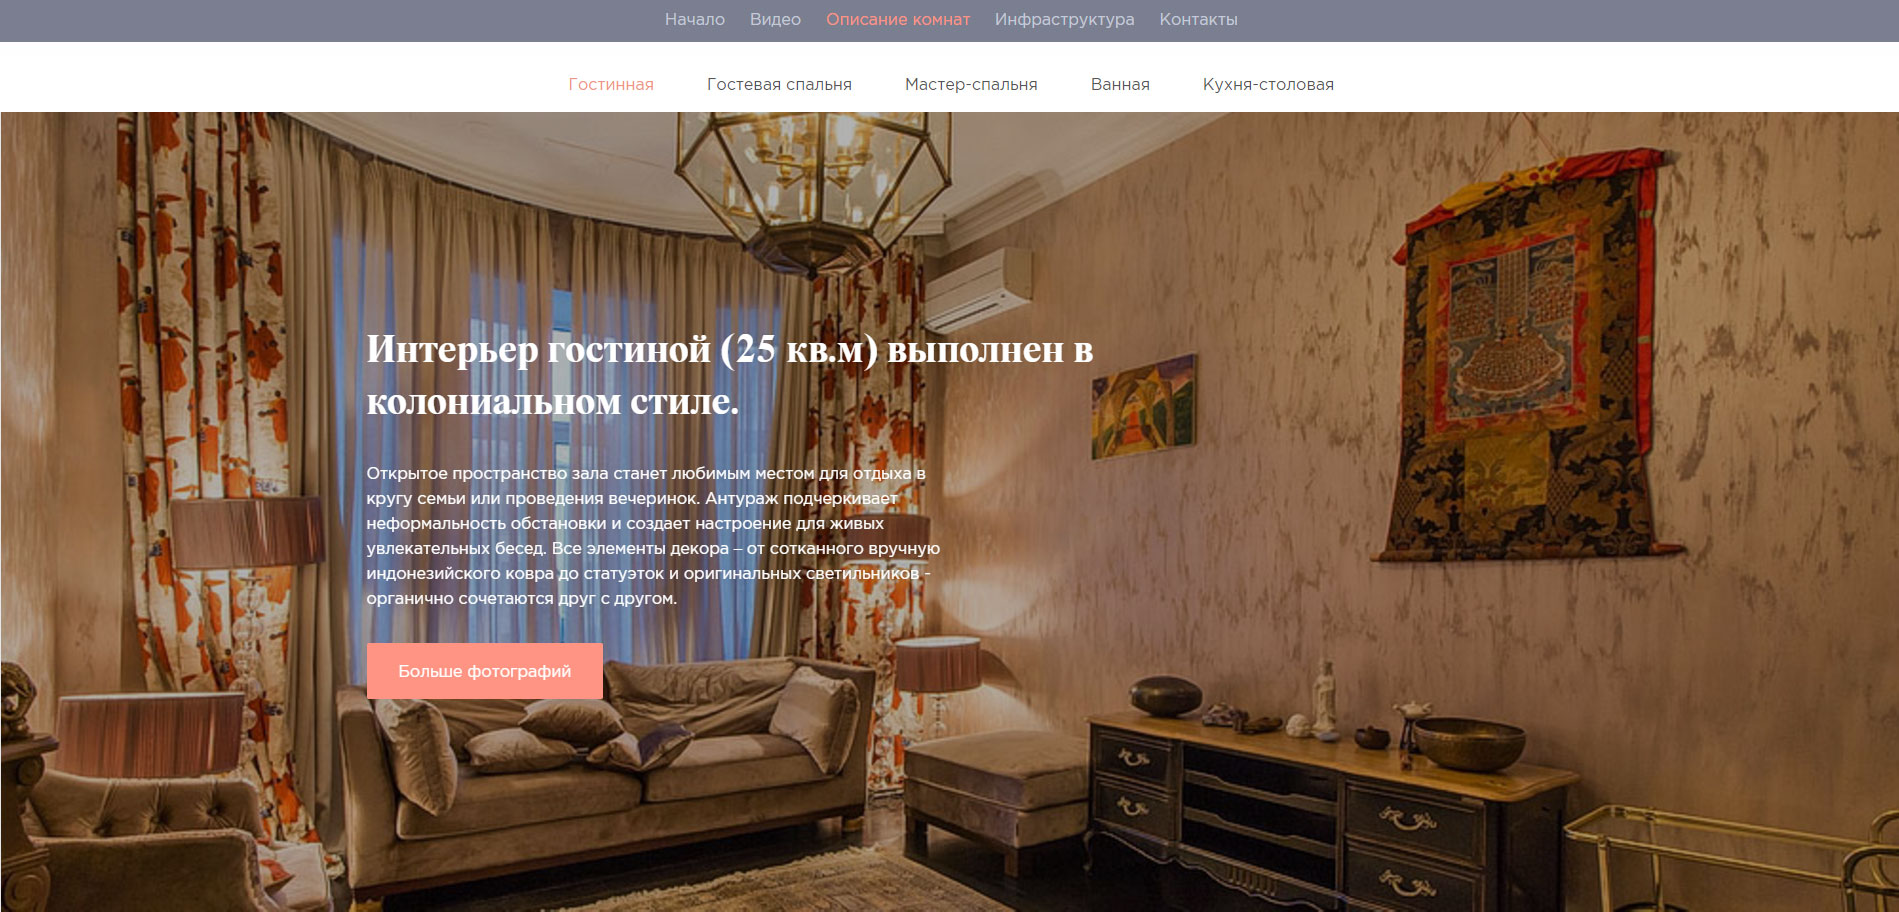 Начало Видео Описание комнат Инфраструктура Контакты
Гостинная Гостевая спальня Мастер-спальня Ванная Кухня-столовая
Интерьер гостиной (25 кв.м) выполнен в
колониальном стиле.
Открытое пространство зала станет любимым местом для отдыха в
кругу семьи или проведения вечеринок. Антураж подчеркивает
неформальность обстановки и создает настроение для живых
увлекательных бесед. Все элементы декора – от сотканного вручную
индонезийского ковра до статуэток и оригинальных светильников -
органично сочетаются друг с другом.
Больше фотографий